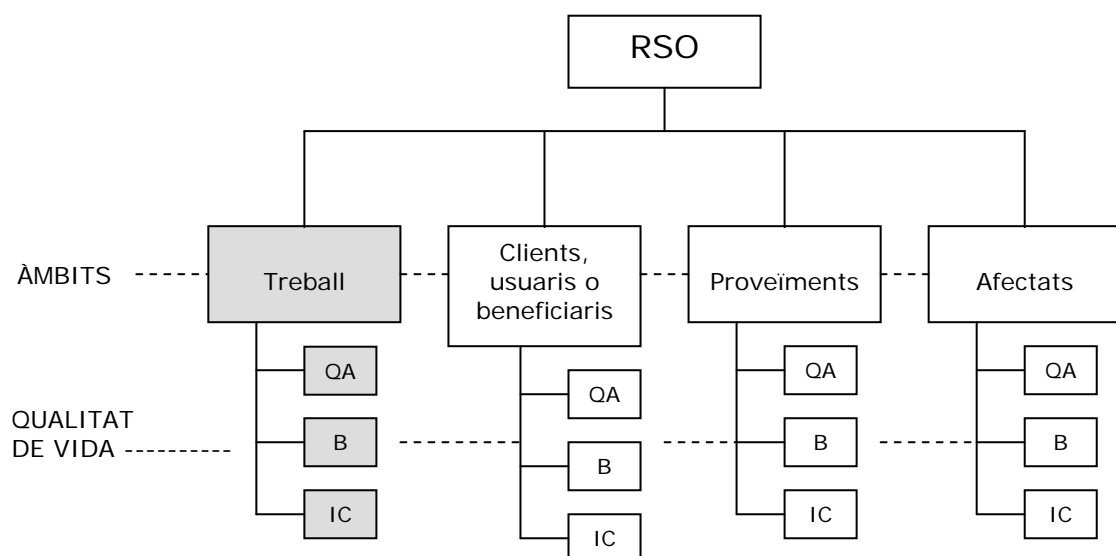 RSO
ÀMBITS
Treball
Clients,
usuaris o
beneficiaris
Proveïments
Afectats
QUALITAT
DE VIDA
QA
B
IC
QA
B
IC
QA
B
IC
QA
B
IC